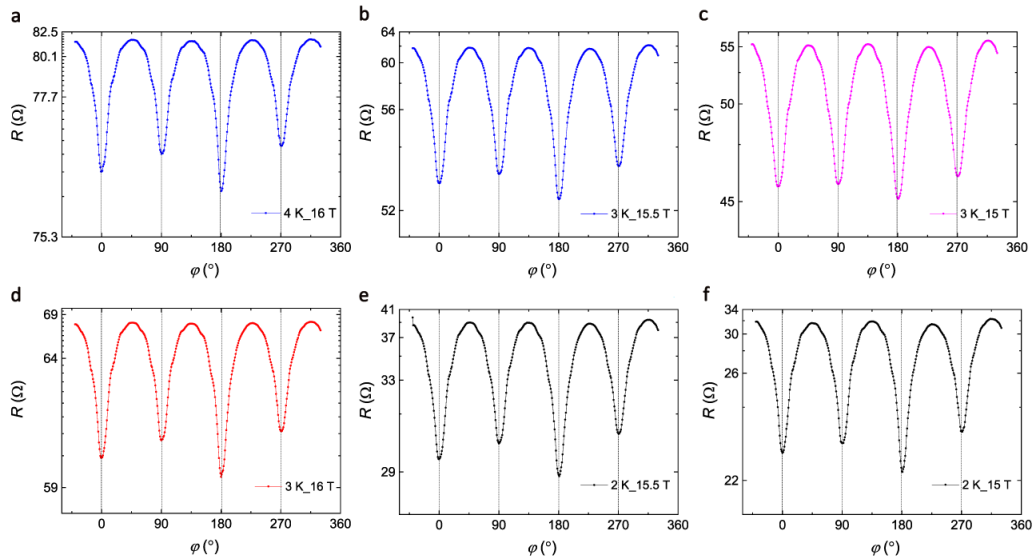 a
82.5
80.1
77.7
75.3
R (Ω)
4 K_16 T
0 90 180 270 360
φ (°)
b
64
60
56
52
R (Ω)
3 K_15.5 T
0 90 180 270 360
φ (°)
c
55
50
45
R (Ω)
3 K_15 T
0 90 180 270 360
φ (°)
d
69
64
59
R (Ω)
3 K_16 T
0 90 180 270 360
φ (°)
e
41
37
33
29
R (Ω)
2 K_15.5 T
0 90 180 270 360
φ (°)
f
34
30
26
22
R (Ω)
2 K_15 T
0 90 180 270 360
φ (°)